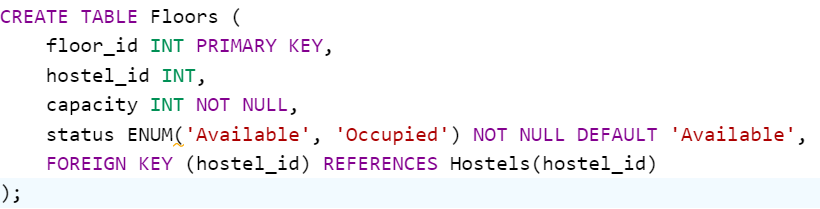 CREATE TABLE Floors (
    floor_id INT PRIMARY KEY,
    hostel_id INT,
    capacity INT NOT NULL,
    status ENUM('Available', 'Occupied') NOT NULL DEFAULT 'Available',
    FOREIGN KEY (hostel_id) REFERENCES Hostels(hostel_id)
);